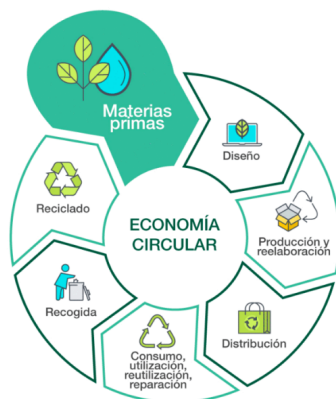 Materias
primas
Diseño
Producción y
reelaboración
Distribución
Consumo,
utilización,
reutilización,
reparación
Recogida
Reciclado
ECONOMÍA
CIRCULAR